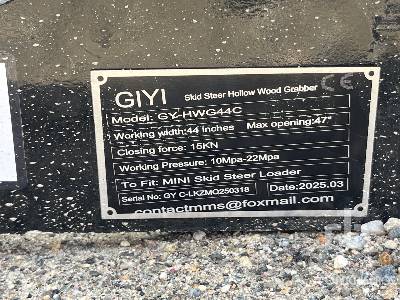 GIYI Skid Steer Hollow Wood Grabber CE
Model: GY-HWG44C
Working width:44 inches Max opening:47"
Closing force: 15KN
Working Pressure: 10Mpa-22Mpa
To Fit: MINI Skid Steer Loader
Serial No: GY C-LKZMO250318 Date:2025.03
contactmms@foxmail.com